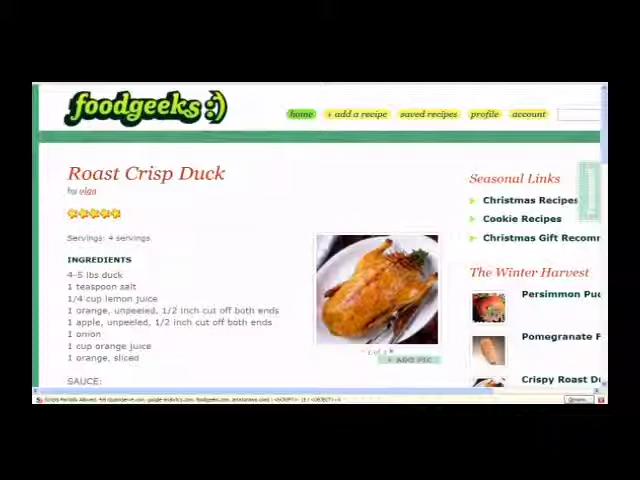 foodgeeks :)
home
+ add a recipe
saved recipes
profile
account
Roast Crisp Duck
by olga
Servings: 4 servings
INGREDIENTS
4-5 lbs duck
1 teaspoon salt
1/4 cup lemon juice
1 orange, unpeeled, 1/2 inch cut off both ends
1 apple, unpeeled, 1/2 inch cut off both ends
1 onion
1 cup orange juice
1 orange, sliced
SAUCE:
+ ADD PIC
Seasonal Links
Christmas Recipes
Cookie Recipes
Christmas Gift Recomm
The Winter Harvest
Persimmon Pud
Pomegranate F
Crispy Roast Du